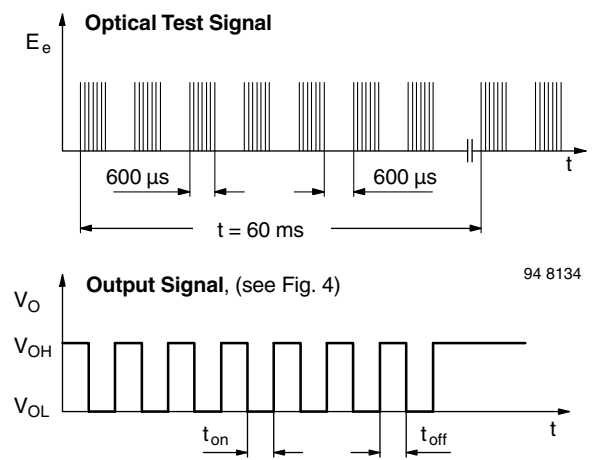 Optical Test Signal
E e
t
600 µs
600 µs
t = 60 ms
94 8134
Output Signal, (see Fig. 4)
V O
V OH
V OL
t
t on
t off